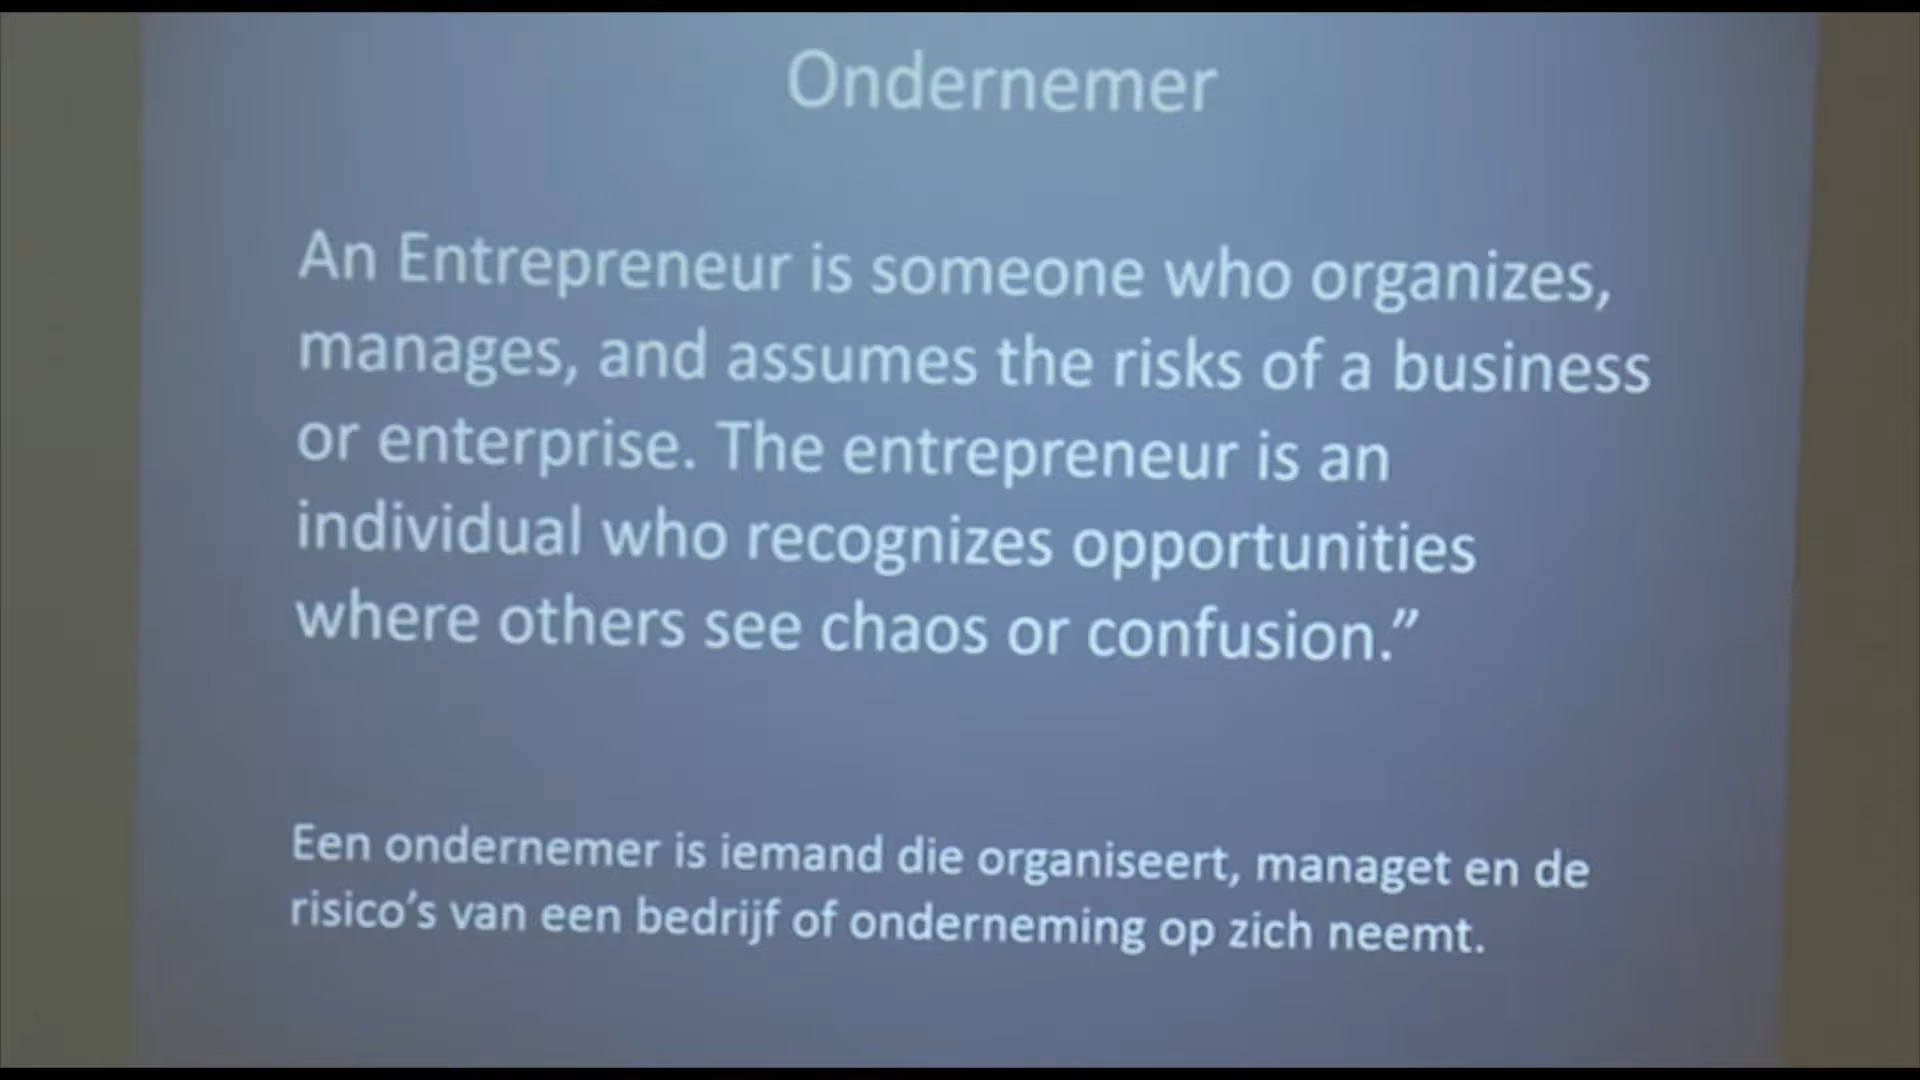 Ondernemer
An Entrepreneur is someone who organizes,
manages, and assumes the risks of a business
or enterprise. The entrepreneur is an
individual who recognizes opportunities
where others see chaos or confusion.”
Een ondernemer is iemand die organiseert, managet en de
risico’s van een bedrijf of onderneming op zich neemt.